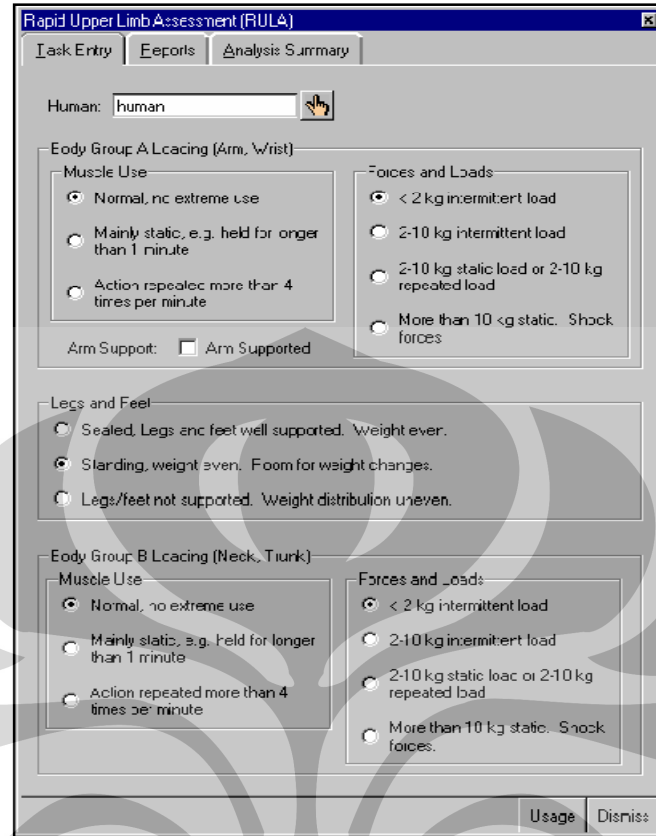 Rapid Upper Limb Assessment (RULA)
Task Entry Reports Analysis Summary
Human: human
Body Group A Loading (Arm, Wrist)
Muscle Use
Normal, no extreme use
Mainly static, e.g. held for longer
than 1 minute
Action repeated more than 4
times per minute
Arm Support: Arm Supported
Forces and Loads
< 2 kg intermittent load
2-10 kg intermittent load
2-10 kg static load or 2-10 kg
repeated load
More than 10 kg static. Shock
forces
Legs and Feet
Seated, Legs and feet well supported. Weight even.
Standing, weight even. Room for weight changes.
Legs/feet not supported. Weight distribution uneven.
Body Group B Loading (Neck, Trunk)
Muscle Use
Normal, no extreme use
Mainly static, e.g. held for longer
than 1 minute
Action repeated more than 4
times per minute
Forces and Loads
< 2 kg intermittent load
2-10 kg intermittent load
2-10 kg static load or 2-10 kg
repeated load
More than 10 kg static. Shock
forces.
Usage Dismiss